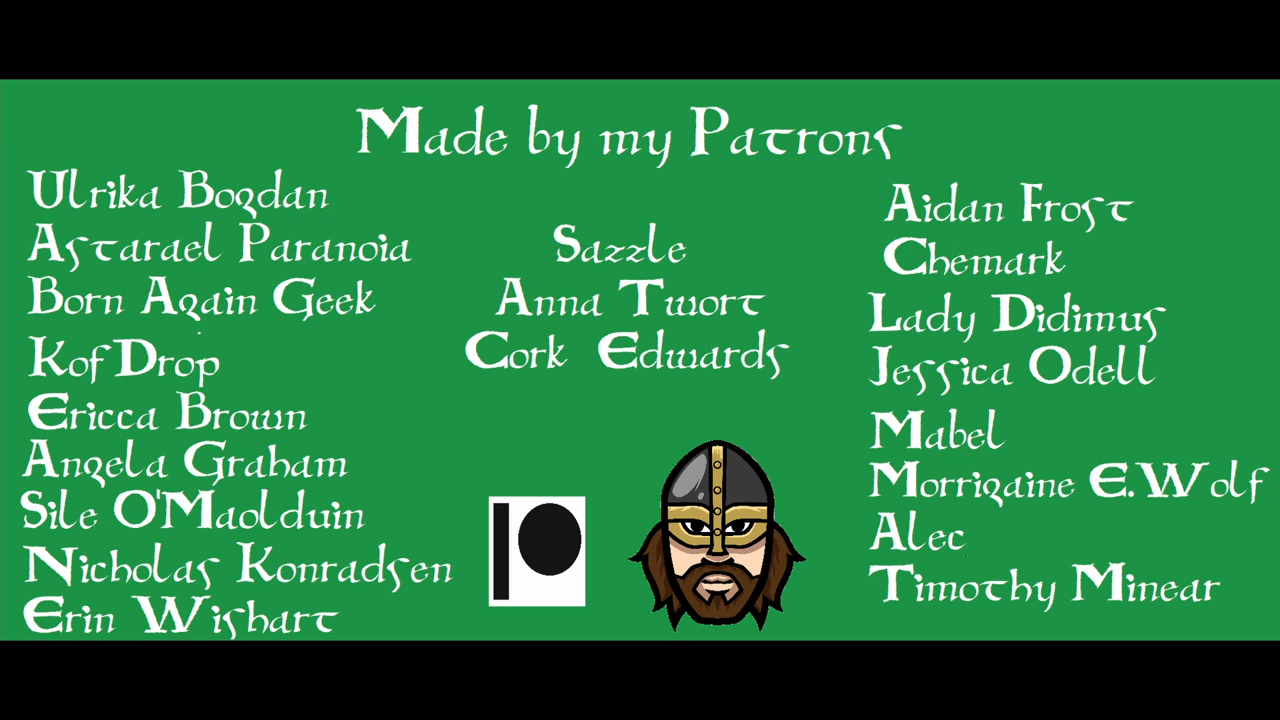 Made by my Patrons
Ulrika Bogdan
Astarael Paranoia
Born Again Geek
Kof Drop
Ericca Brown
Angela Graham
Sile O'Maolduin
Nicholas Konradsen
Erin Wishart
Sazzle
Anna Twort
Cork Edwards
Aidan Frost
Chemark
Lady Didimus
Jessica Odell
Mabel
Morrigaine E.Wolf
Alec
Timothy Minear